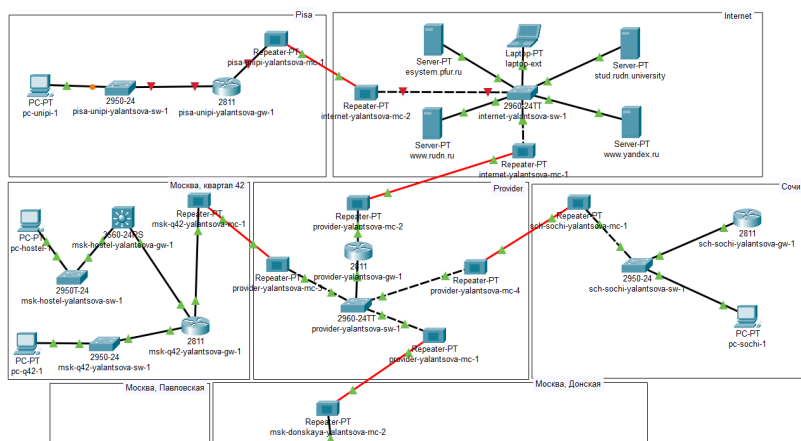 Pisa
Repeater-PT
pisa-unipi-yalantsova-mc-1
PC-PT
pc-unipi-1
2950-24
pisa-unipi-yalantsova-sw-1
2811
pisa-unipi-yalantsova-gw-1
Internet
Server-PT
esystem.pfur.ru
Laptop-PT
laptop-ext
Server-PT
stud.rudn.university
Repeater-PT
internet-yalantsova-mc-2
2960-24TT
internet-yalantsova-sw-1
Server-PT
www.rudn.ru
Server-PT
www.yandex.ru
Repeater-PT
internet-yalantsova-mc-1
Москва, квартал 42
Repeater-PT
msk-q42-yalantsova-mc-1
PC-PT
pc-hostel-1
3560-24PS
msk-hostel-yalantsova-gw-1
2950T-24
msk-hostel-yalantsova-sw-1
PC-PT
pc-q42-1
2950-24
msk-q42-yalantsova-sw-1
2811
msk-q42-yalantsova-gw-1
Provider
Repeater-PT
provider-yalantsova-mc-2
2811
provider-yalantsova-gw-1
Repeater-PT
provider-yalantsova-mc-3
Repeater-PT
provider-yalantsova-mc-4
2960-24TT
provider-yalantsova-sw-1
Repeater-PT
provider-yalantsova-mc-1
Сочи
Repeater-PT
sch-sochi-yalantsova-mc-1
2811
sch-sochi-yalantsova-gw-1
2950-24
sch-sochi-yalantsova-sw-1
PC-PT
pc-sochi-1
Москва, Павловская
Москва, Донская
Repeater-PT
msk-donskaya-yalantsova-mc-2